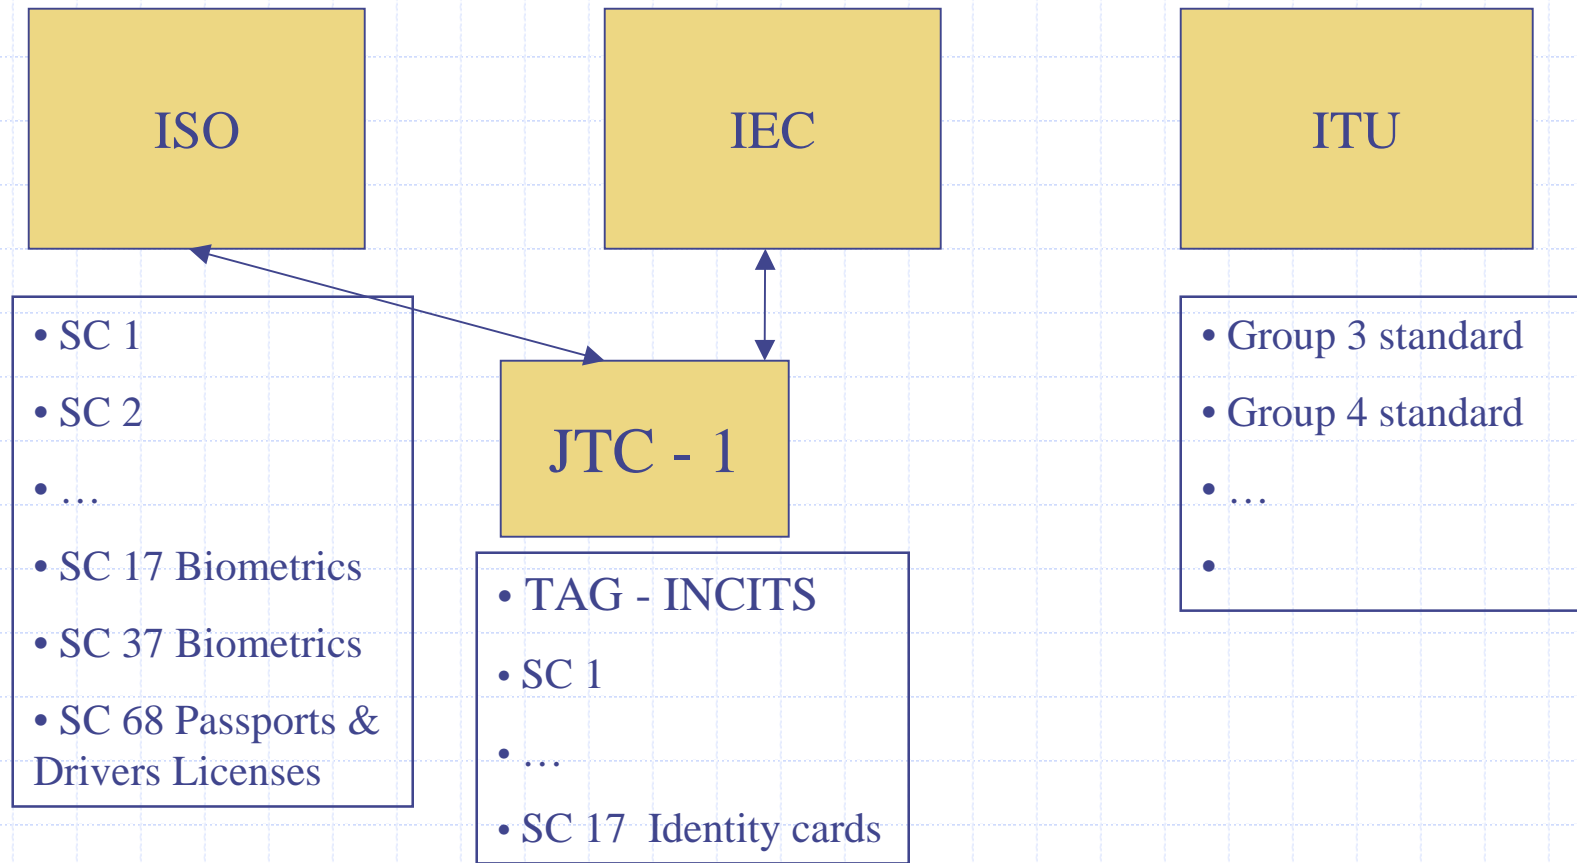 ISO
IEC
ITU
• SC 1
• SC 2
• …
• SC 17 Biometrics
• SC 37 Biometrics
• SC 68 Passports &
Drivers Licenses
JTC - 1
• TAG - INCITS
• SC 1
• …
• SC 17 Identity cards
• Group 3 standard
• Group 4 standard
• …
•